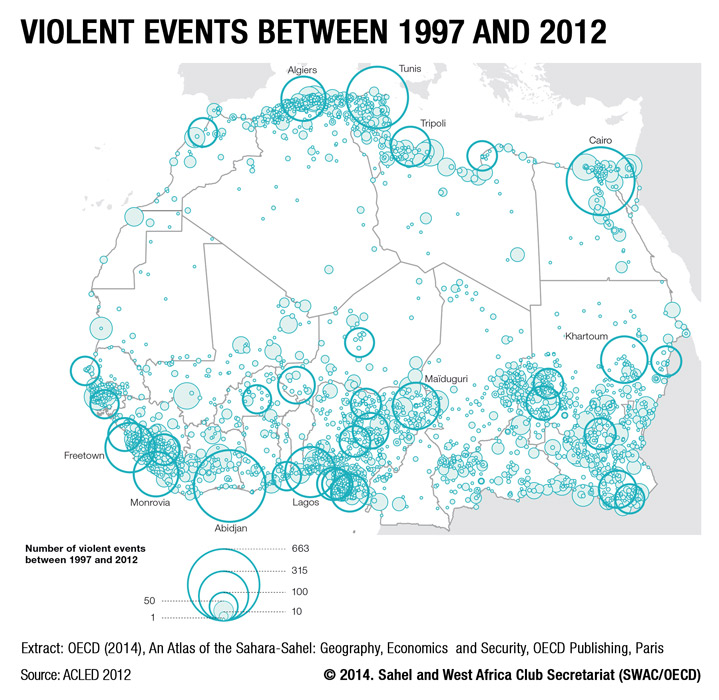 VIOLENT EVENTS BETWEEN 1997 AND 2012
Algiers
Tunis
Tripoli
Cairo
Khartoum
Maïduguri
Freetown
Monrovia
Lagos
Abidjan
Number of violent events
between 1997 and 2012
663
315
100
50
10
1
Extract: OECD (2014), An Atlas of the Sahara-Sahel: Geography, Economics and Security, OECD Publishing, Paris
Source: ACLED 2012
© 2014. Sahel and West Africa Club Secretariat (SWAC/OECD)